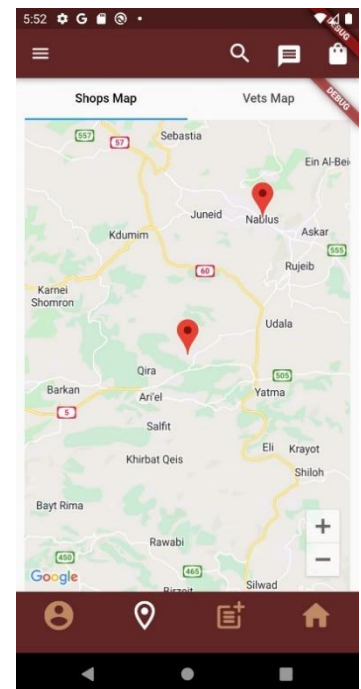 5:52
G
DEBUG
DEBUG
Shops Map
Vets Map
557
57
Sebastia
Ein Al-Bei
Juneid
Nablus
Askar
Kdumim
555
60
Rujeib
Karnei
Shomron
Udala
Qira
505
Barkan
Ari'el
Yatma
5
Salfit
Eli
Krayot
Khirbat Qeis
Shiloh
Bayt Rima
+
Rawabi
−
450
465
Google
Birzeit
Silwad